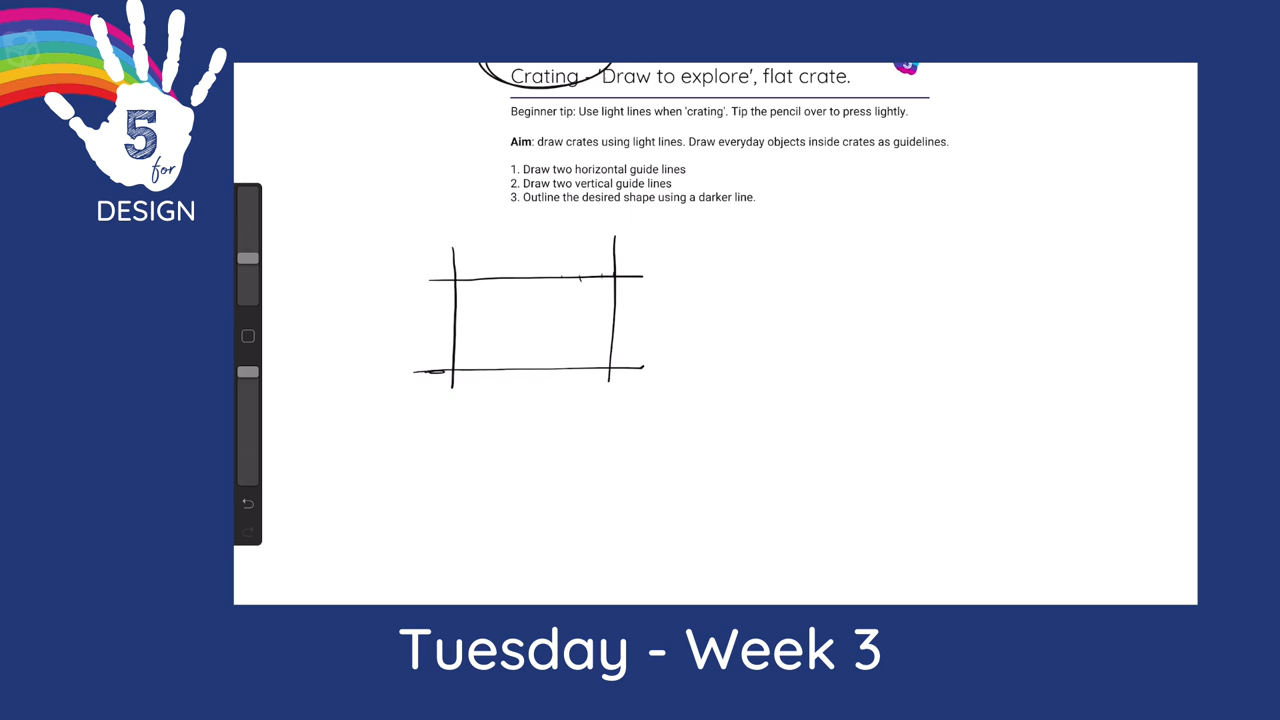 5
for
DESIGN
Crating - 'Draw to explore', flat crate.
Beginner tip: Use light lines when 'crating'. Tip the pencil over to press lightly.
Aim: draw crates using light lines. Draw everyday objects inside crates as guidelines.
1. Draw two horizontal guide lines
2. Draw two vertical guide lines
3. Outline the desired shape using a darker line.
Tuesday - Week 3